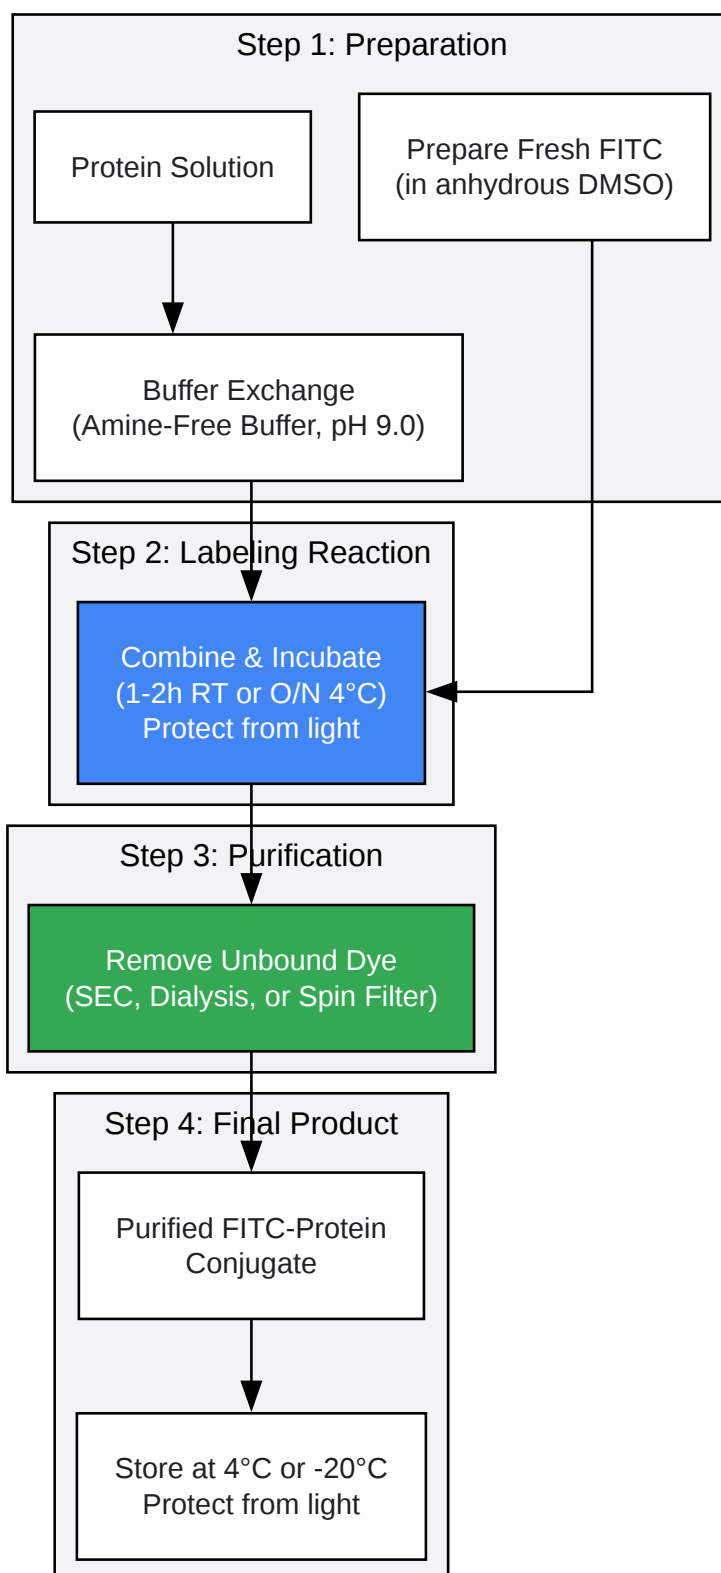 Step 1: Preparation
Protein Solution
Prepare Fresh FITC
(in anhydrous DMSO)
Buffer Exchange
(Amine-Free Buffer, pH 9.0)
Step 2: Labeling Reaction
Combine & Incubate
(1-2h RT or O/N 4°C)
Protect from light
Step 3: Purification
Remove Unbound Dye
(SEC, Dialysis, or Spin Filter)
Step 4: Final Product
Purified FITC-Protein
Conjugate
Store at 4°C or -20°C
Protect from light